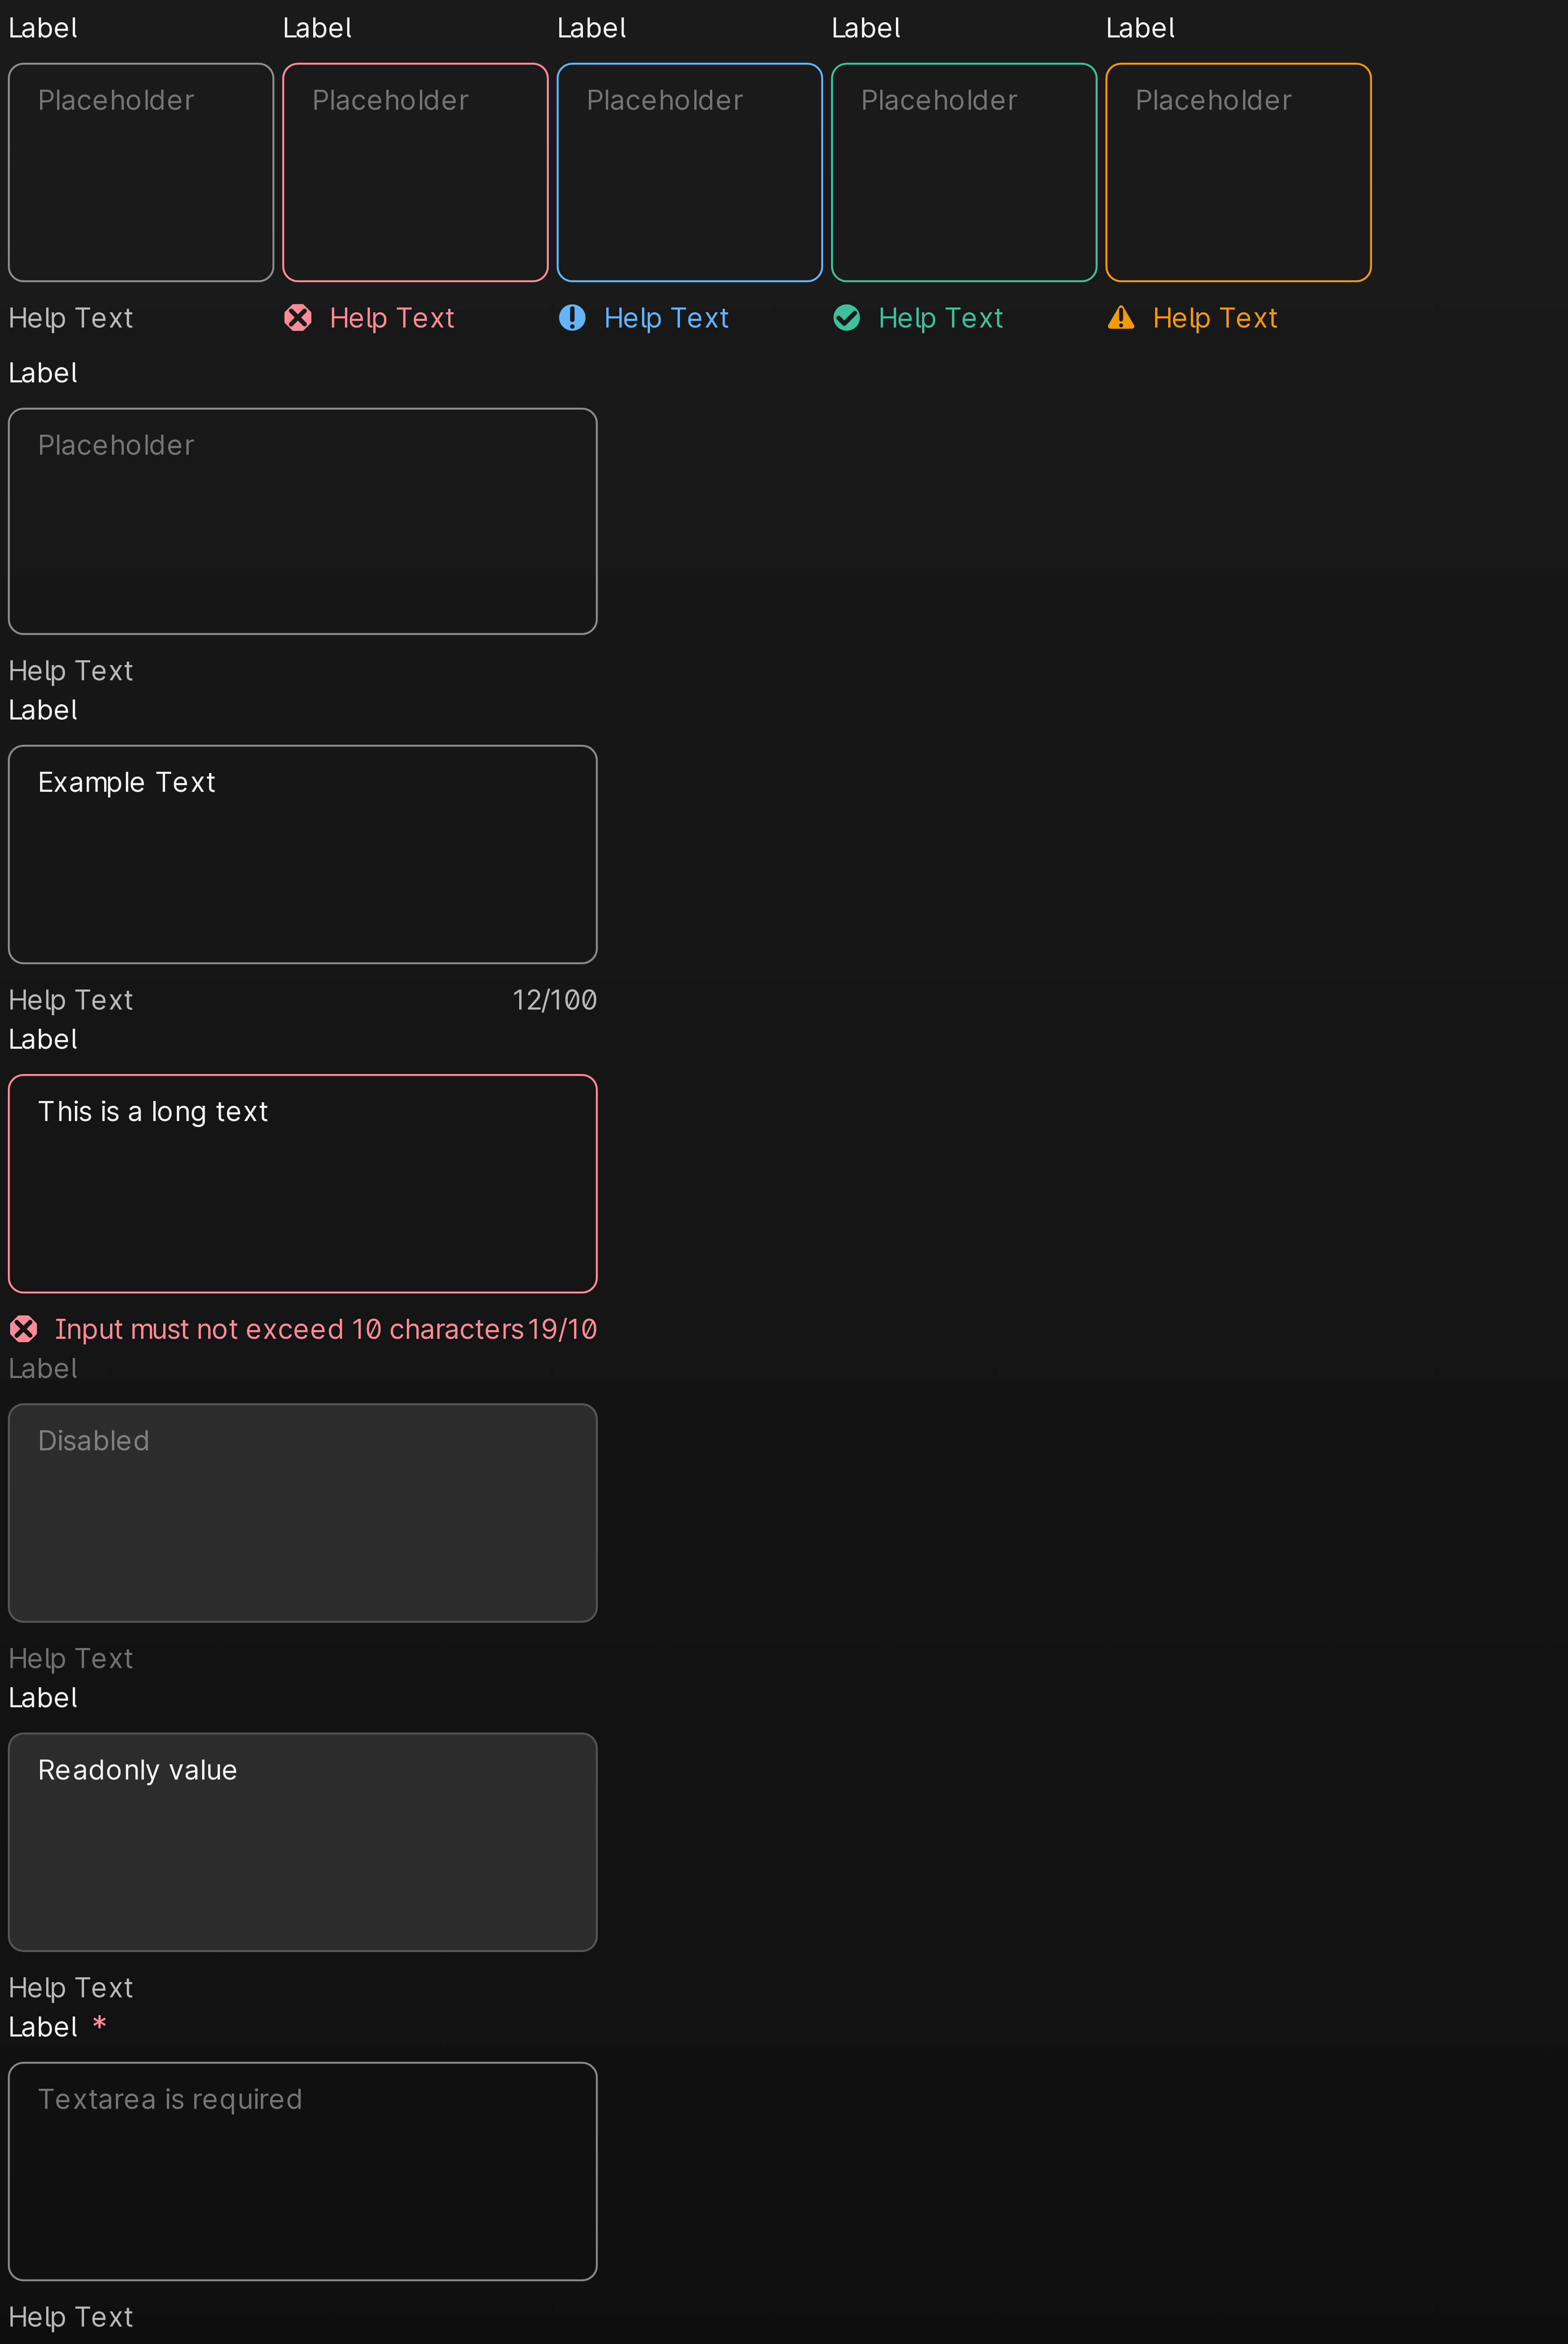 Label Label Label Label Label
Placeholder Placeholder Placeholder Placeholder Placeholder
Help Text Help Text Help Text Help Text Help Text
Label
Placeholder
Help Text
Label
Example Text
Help Text 12/100
Label
This is a long text
Input must not exceed 10 characters 19/10
Label
Disabled
Help Text
Label
Readonly value
Help Text
Label *
Textarea is required
Help Text